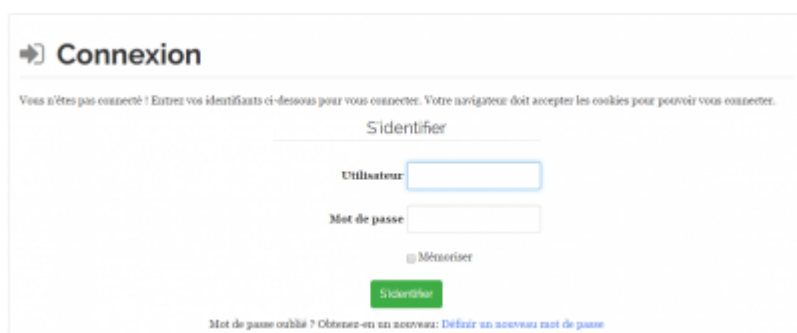 Connexion
Vous n'êtes pas connecté ! Entrez vos identifiants ci-dessous pour vous connecter. Votre navigateur doit accepter les cookies pour pouvoir vous connecter.
S'identifier
Utilisateur
Mot de passe
Mémoriser
S'identifier
Mot de passe oublié ? Obtenez-en un nouveau: Définir un nouveau mot de passe